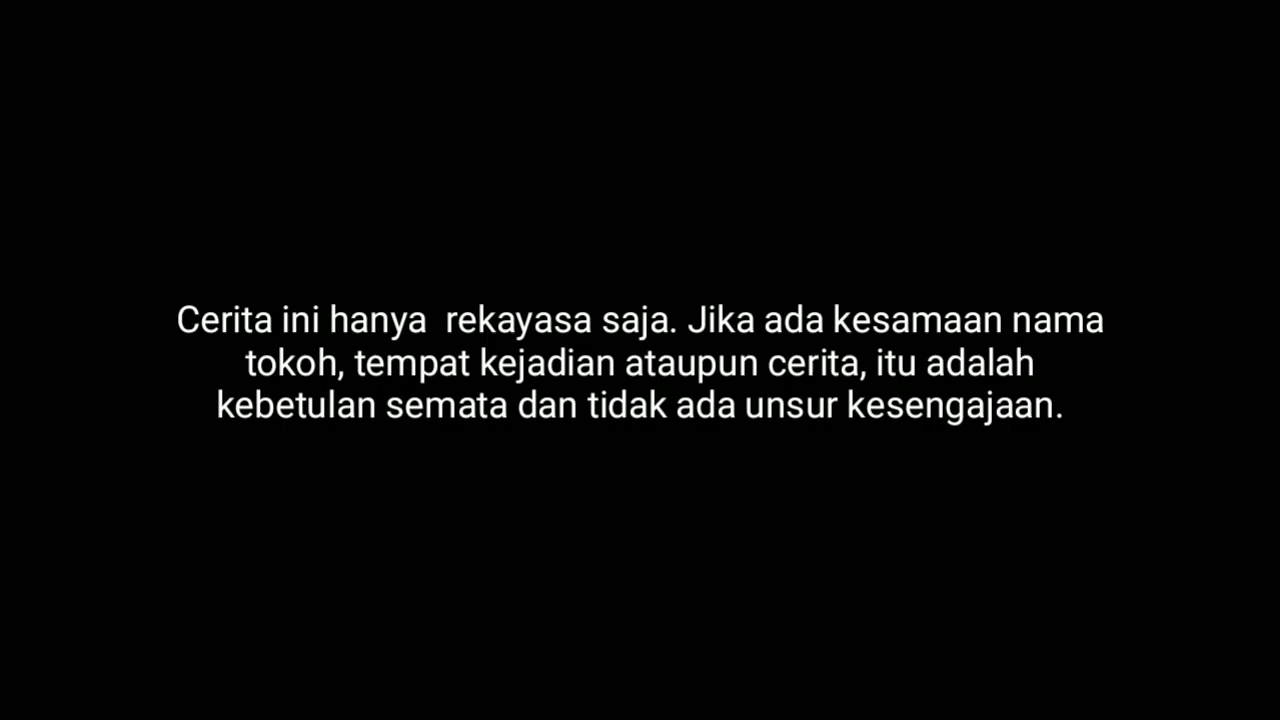 Cerita ini hanya  rekayasa saja. Jika ada kesamaan nama
tokoh, tempat kejadian ataupun cerita, itu adalah
kebetulan semata dan tidak ada unsur kesengajaan.